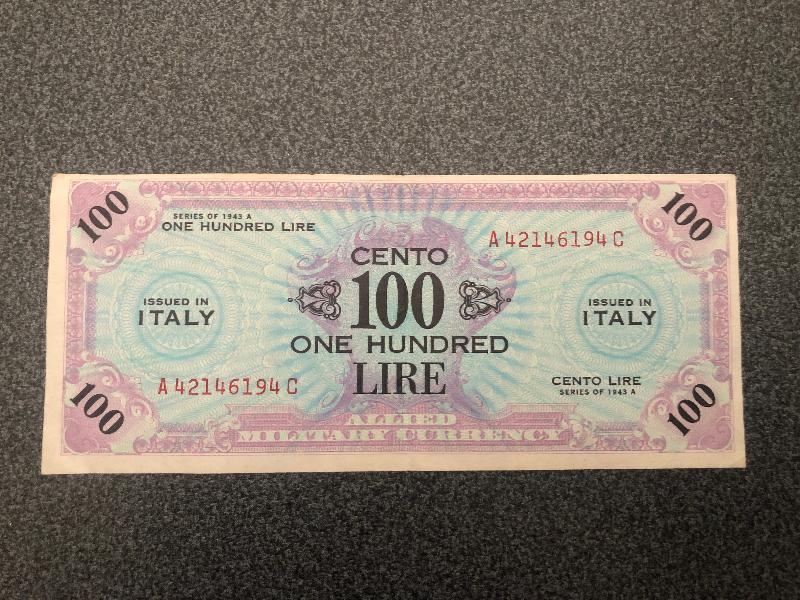 100
SERIES OF 1943 A
ONE HUNDRED LIRE
A 42146194 C
100
CENTO
100
ONE HUNDRED
LIRE
ISSUED IN
ITALY
ISSUED IN
ITALY
A 42146194 C
CENTO LIRE
SERIES OF 1943 A
100
100
ALLIED
MILITARY CURRENCY